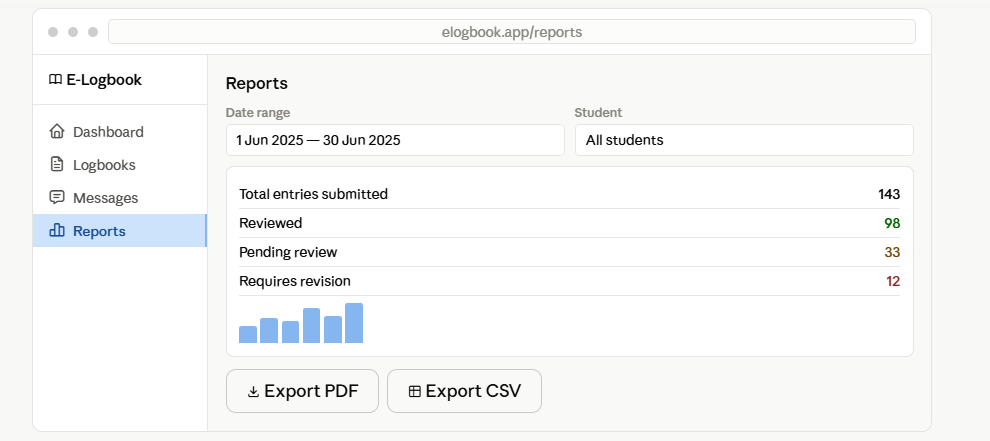 elogbook.app/reports
E-Logbook
Dashboard
Logbooks
Messages
Reports
Reports
Date range
Student
1 Jun 2025 — 30 Jun 2025
All students
Total entries submitted 143
Reviewed 98
Pending review 33
Requires revision 12
Export PDF
Export CSV